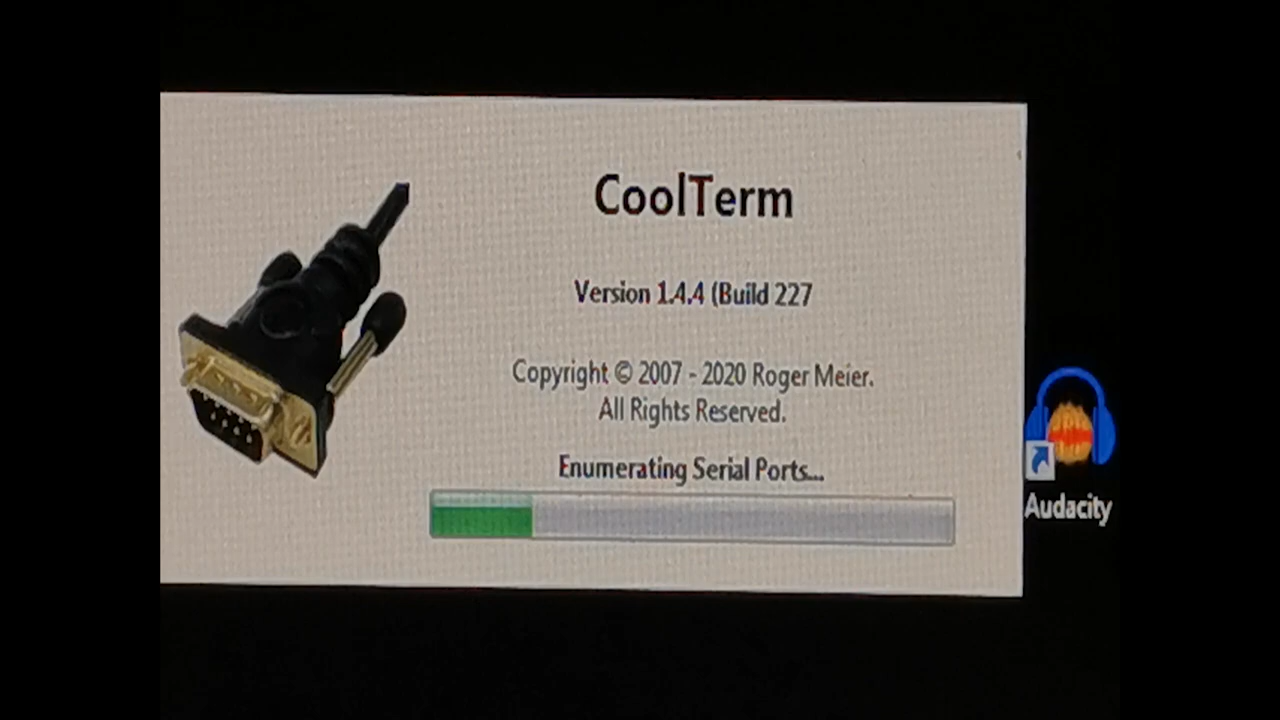 CoolTerm
Version 1.4.4 (Build 227
Copyright © 2007 - 2020 Roger Meier.
All Rights Reserved.
Enumerating Serial Ports...
Audacity